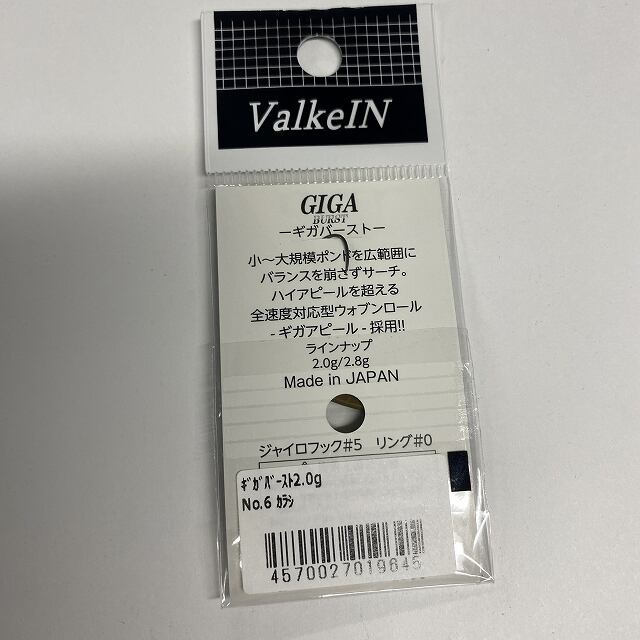 ValkeIN
GIGA
BURST
ーギガバーストー
小～大規模ポンドを広範囲に
バランスを崩さずサーチ。
ハイアピールを超える
全速度対応型ウォブンロール
- ギガアピール - 採用!!
ラインナップ
2.0g/2.8g
Made in JAPAN
ジャイロフック#5 リング#0
ｷﾞｶﾞﾊﾞｰｽﾄ2.0g
No.6 ｶﾗｼ